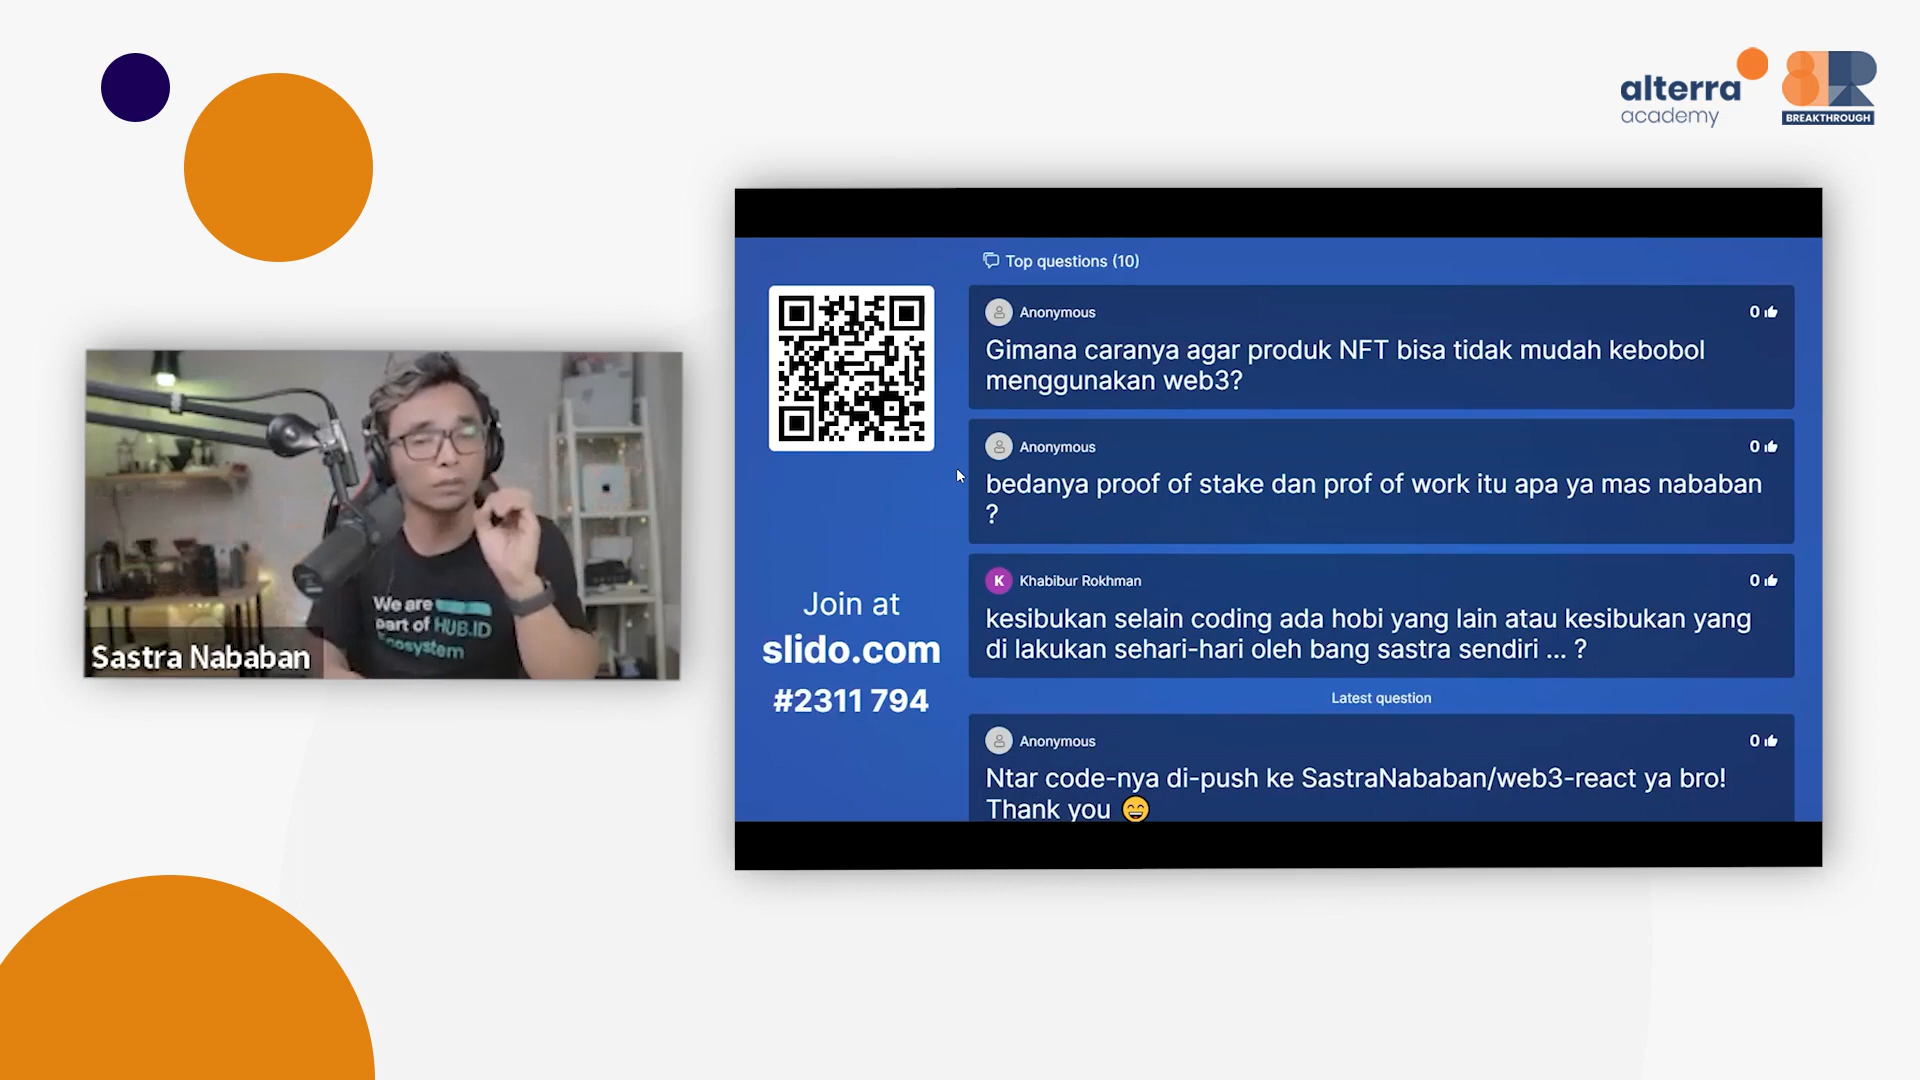 alterra
academy
BREAKTHROUGH
We are
part of HUB.ID
Sastra Nababan
Join at
slido.com
#2311 794
Top questions (10)
Anonymous
0
Gimana caranya agar produk NFT bisa tidak mudah kebobol
menggunakan web3?
Anonymous
0
bedanya proof of stake dan prof of work itu apa ya mas nababan
?
K
Khabibur Rokhman
0
kesibukan selain coding ada hobi yang lain atau kesibukan yang
di lakukan sehari-hari oleh bang sastra sendiri ... ?
Latest question
Anonymous
0
Ntar code-nya di-push ke SastraNababan/web3-react ya bro!
Thank you 😄